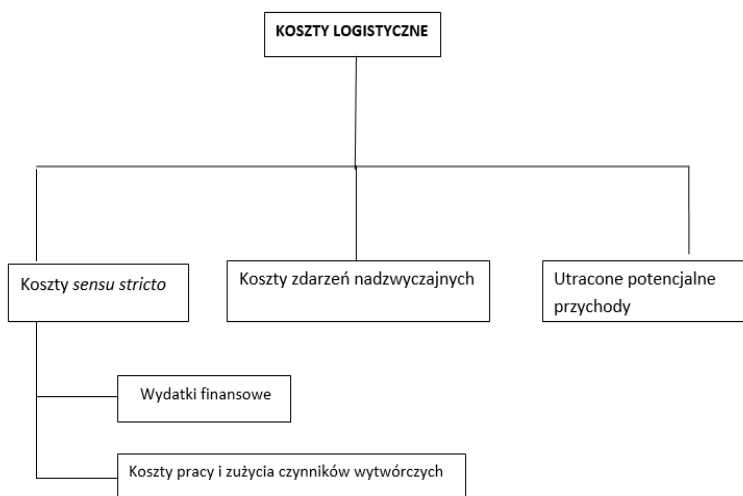 KOSZTY LOGISTYCZNE
Koszty sensu stricto
Koszty zdarzeń nadzwyczajnych
Utracone potencjalne
przychody
Wydatki finansowe
Koszty pracy i zużycia czynników wytwórczych